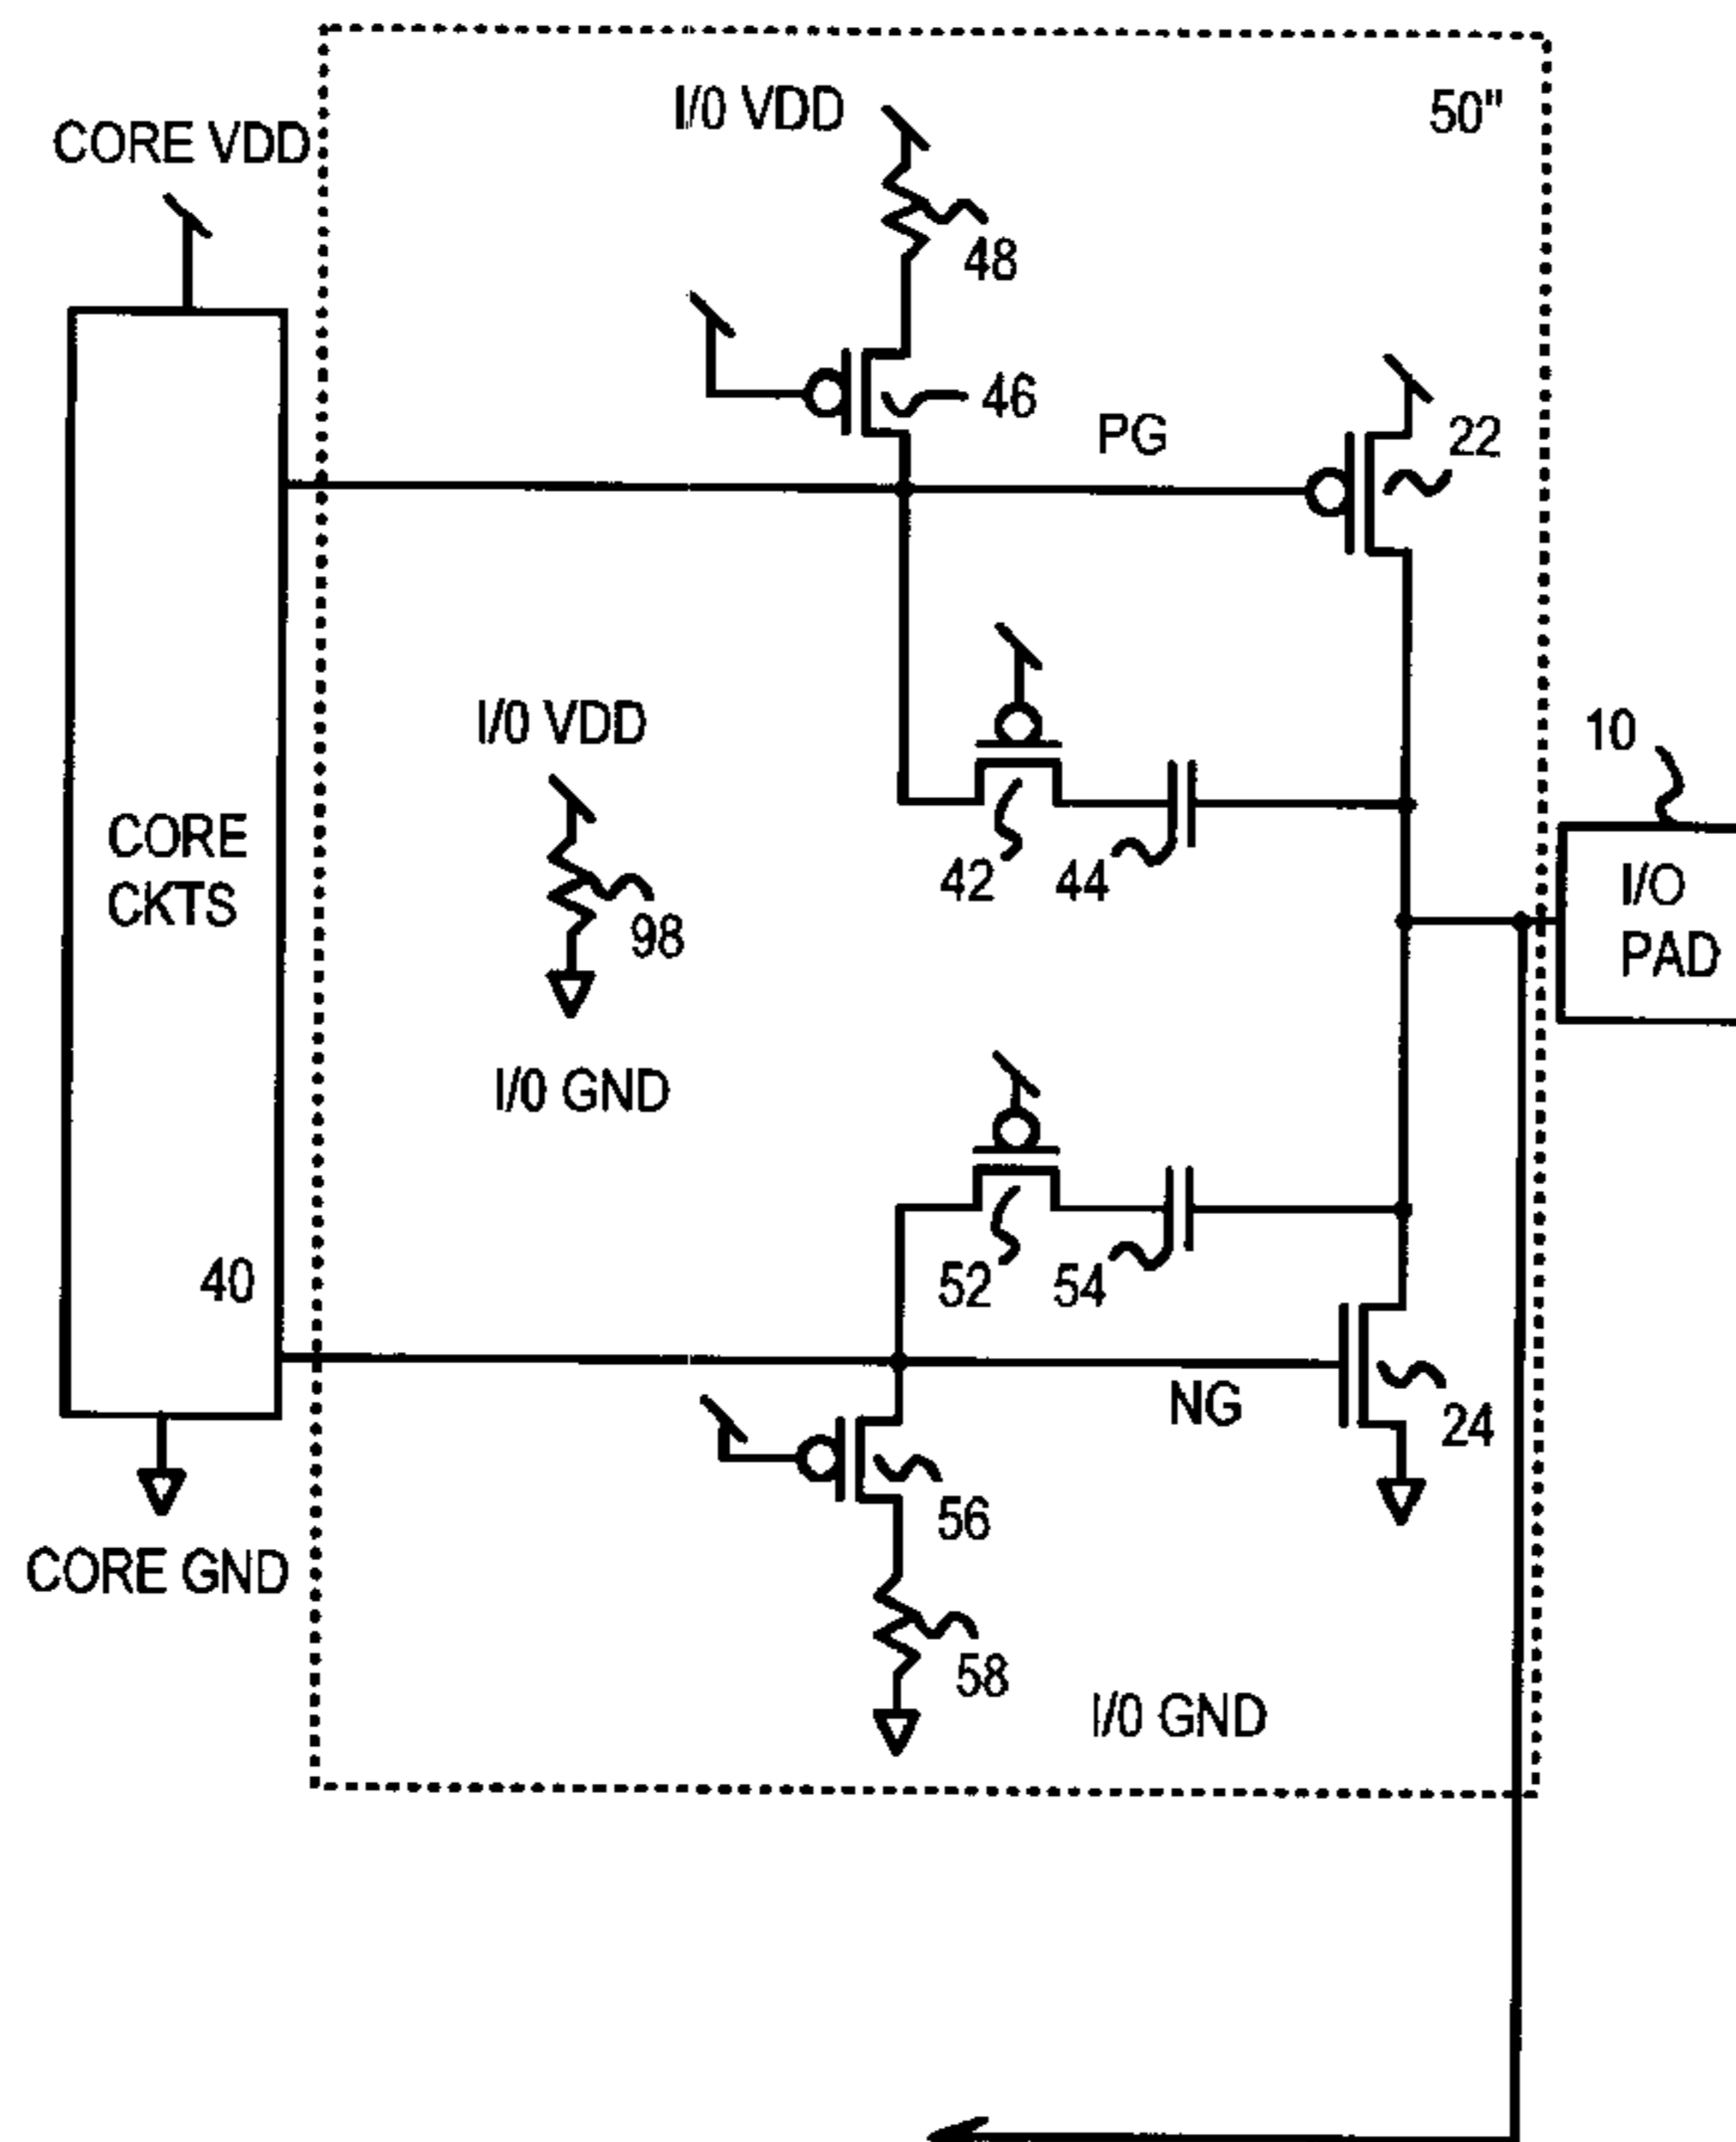 I/0 VDD
50"
CORE VDD
48
46
PG
22
I/0 VDD
10
CORE
CKTS
42
44
I/O
PAD
98
I/0 GND
40
52
54
NG
24
56
CORE GND
58
I/0 GND